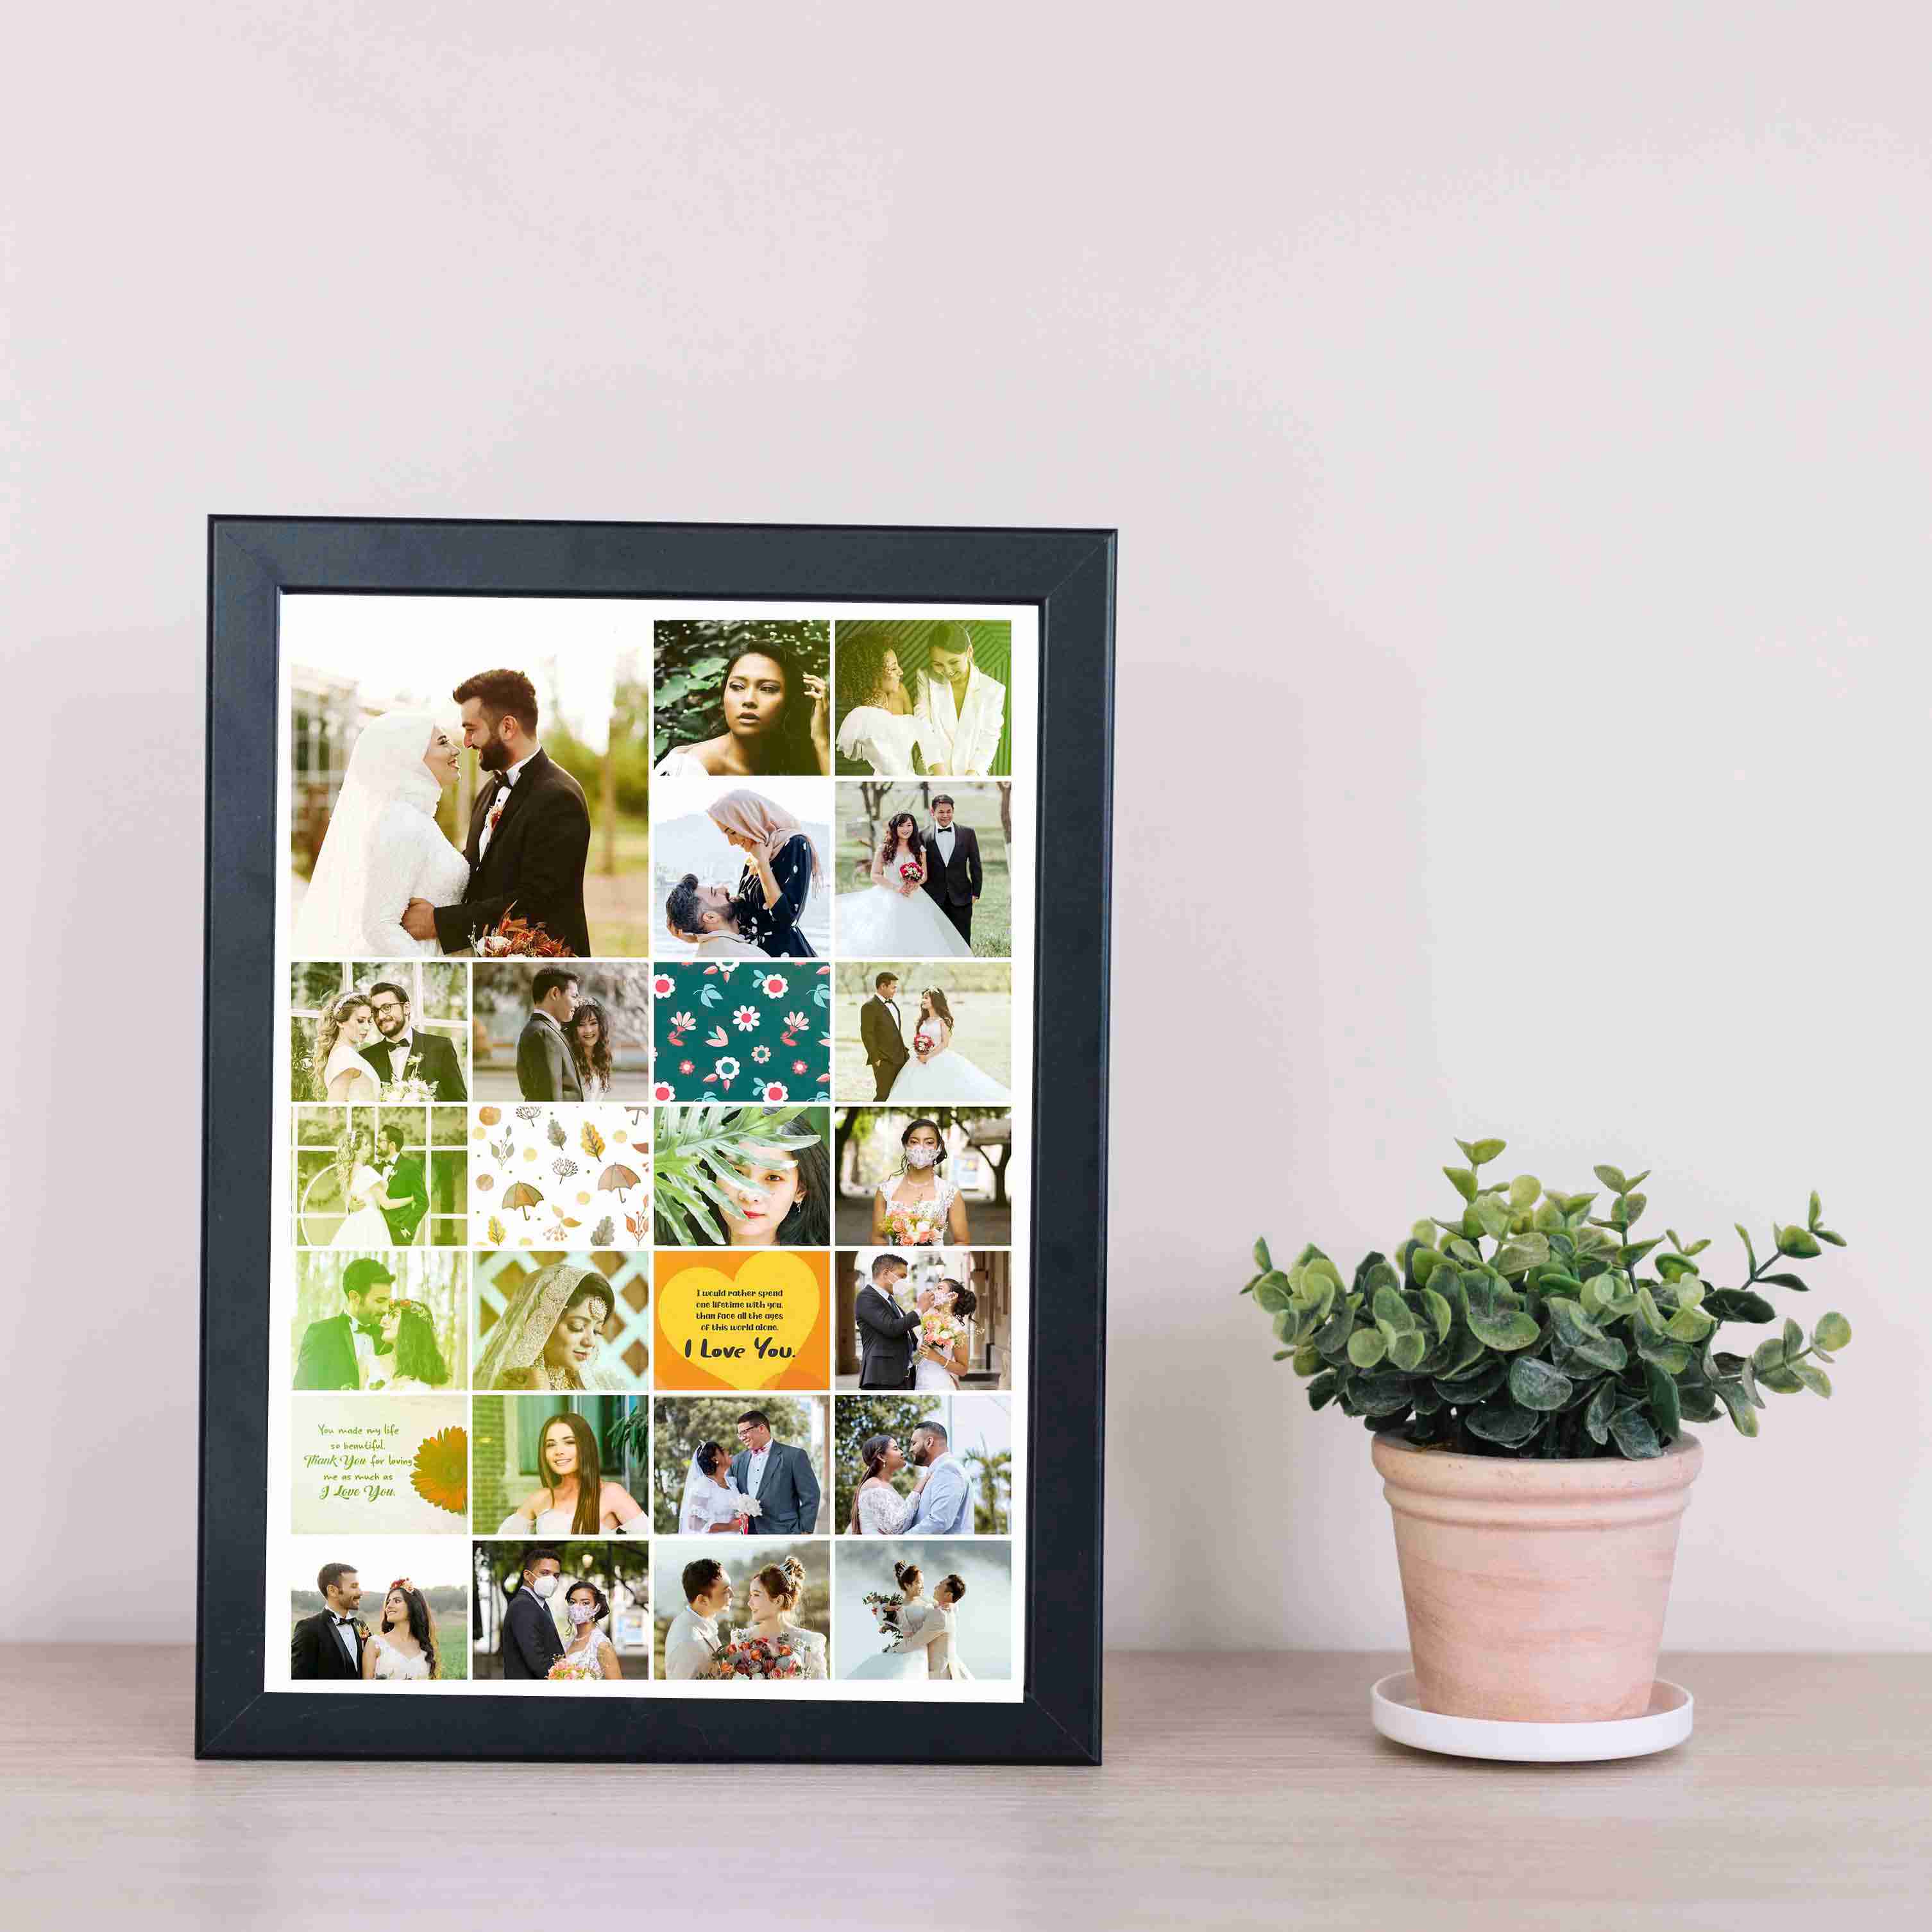 I would rather spend
one lifetime with you,
than face all the ages
of this world alone.
I Love You.
You made my life
so beautiful.
Thank You for loving
me as much as
I Love You.